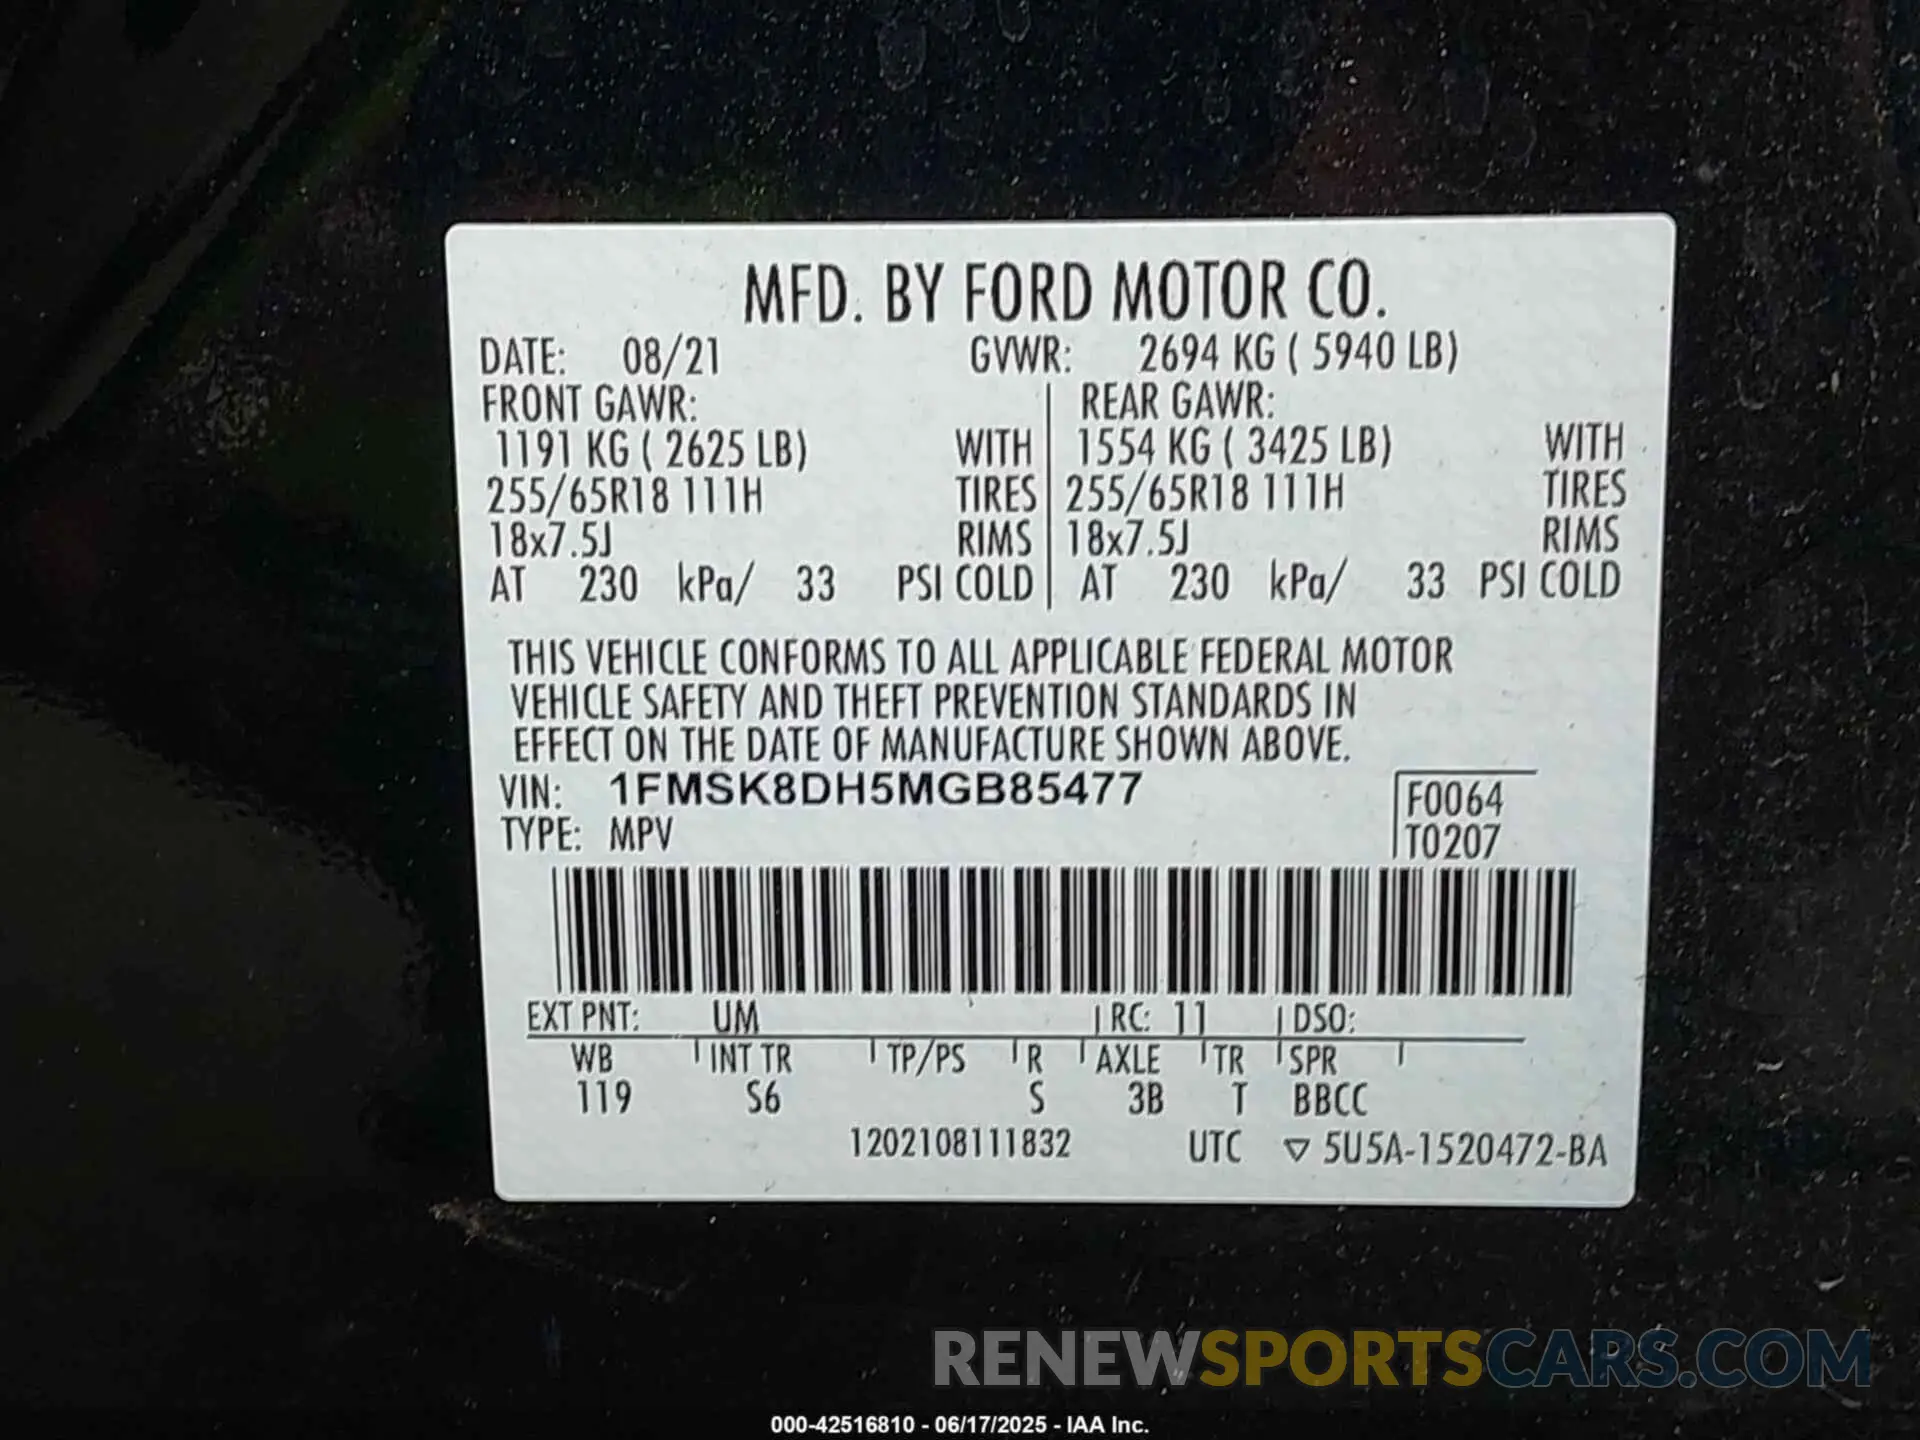 MFD. BY FORD MOTOR CO.
DATE: 08/21 GVWR: 2694 KG ( 5940 LB)
FRONT GAWR: REAR GAWR:
1191 KG ( 2625 LB) WITH 1554 KG ( 3425 LB) WITH
255/65R18 111H TIRES 255/65R18 111H TIRES
18x7.5J RIMS 18x7.5J RIMS
AT 230 kPa/ 33 PSI COLD AT 230 kPa/ 33 PSI COLD
THIS VEHICLE CONFORMS TO ALL APPLICABLE FEDERAL MOTOR
VEHICLE SAFETY AND THEFT PREVENTION STANDARDS IN
EFFECT ON THE DATE OF MANUFACTURE SHOWN ABOVE.
VIN: 1FMSK8DH5MGB85477 F0064
TYPE: MPV T0207
EXT PNT: UM RC: 11 DSO:
WB INT TR TP/PS R AXLE TR SPR
119 S6 S 3B T BBCC
1202108111832 UTC ▽ 5U5A-1520472-BA
RENEWSPORTSCARS.COM
000-42516810 - 06/17/2025 - IAA Inc.